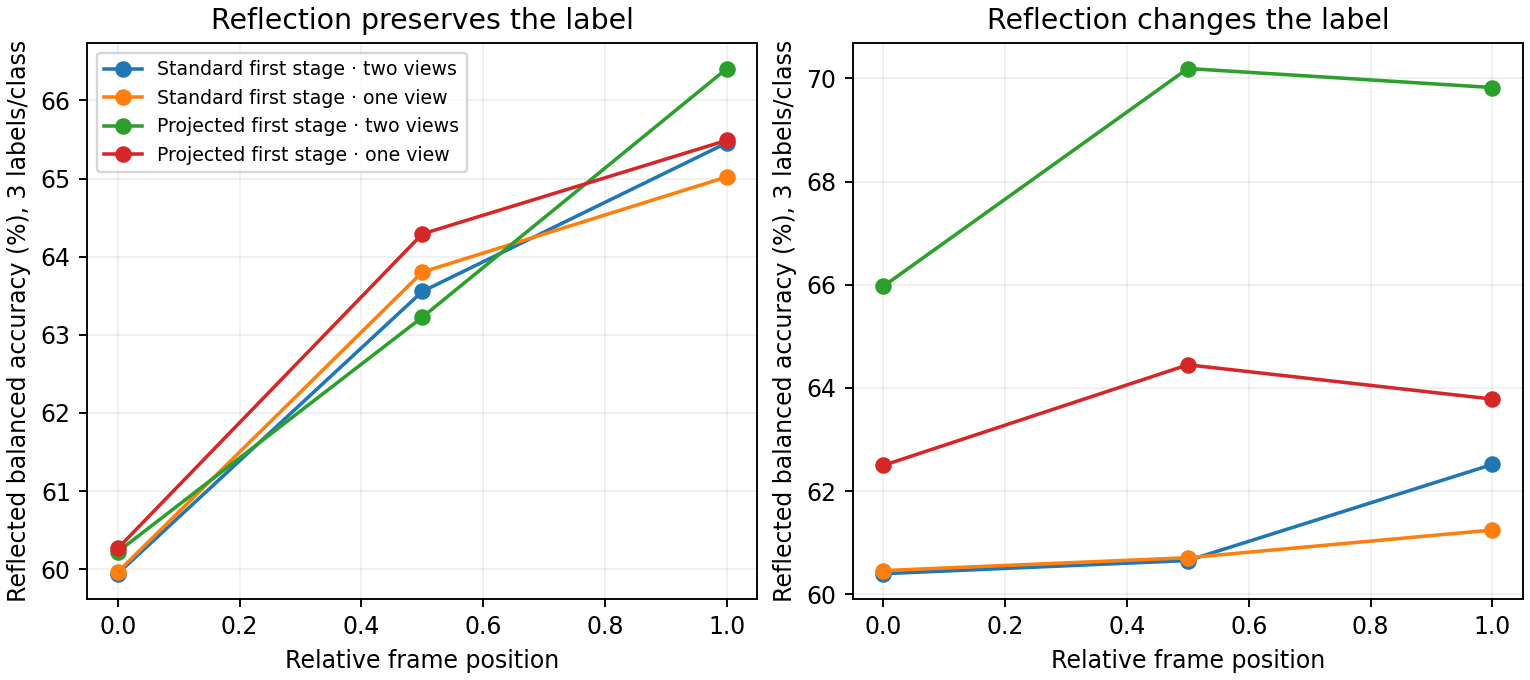 Reflection preserves the label
Reflected balanced accuracy (%), 3 labels/class
66
65
64
63
62
61
60
Standard first stage · two views
Standard first stage · one view
Projected first stage · two views
Projected first stage · one view
0.0 0.2 0.4 0.6 0.8 1.0
Relative frame position
Reflection changes the label
Reflected balanced accuracy (%), 3 labels/class
70
68
66
64
62
60
0.0 0.2 0.4 0.6 0.8 1.0
Relative frame position